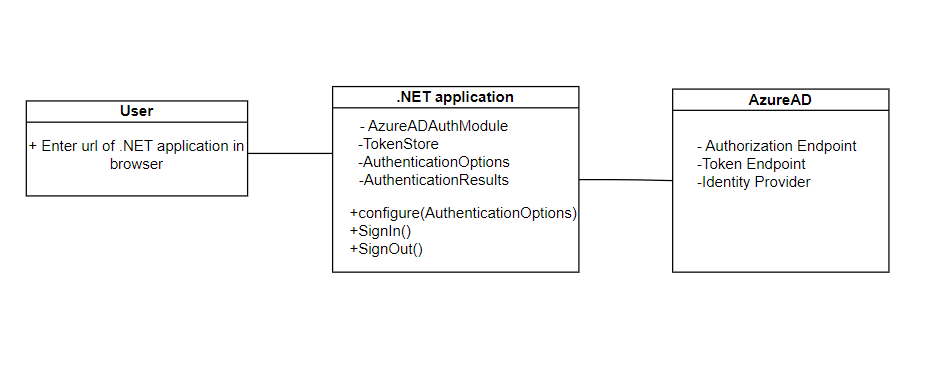 User
+ Enter url of .NET application in
browser
.NET application
- AzureADAuthModule
-TokenStore
-AuthenticationOptions
-AuthenticationResults
+configure(AuthenticationOptions)
+SignIn()
+SignOut()
AzureAD
- Authorization Endpoint
-Token Endpoint
-Identity Provider